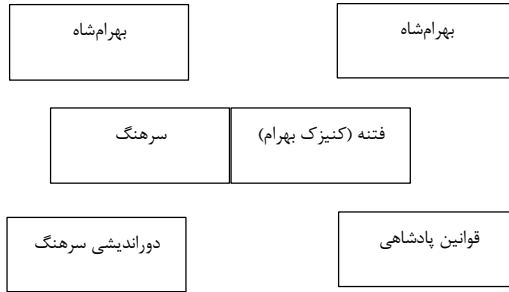 بهرام‌شاه
بهرام‌شاه
فتنه (کنیزک بهرام)
سرهنگ
قوانین پادشاهی
دوراندیشی سرهنگ